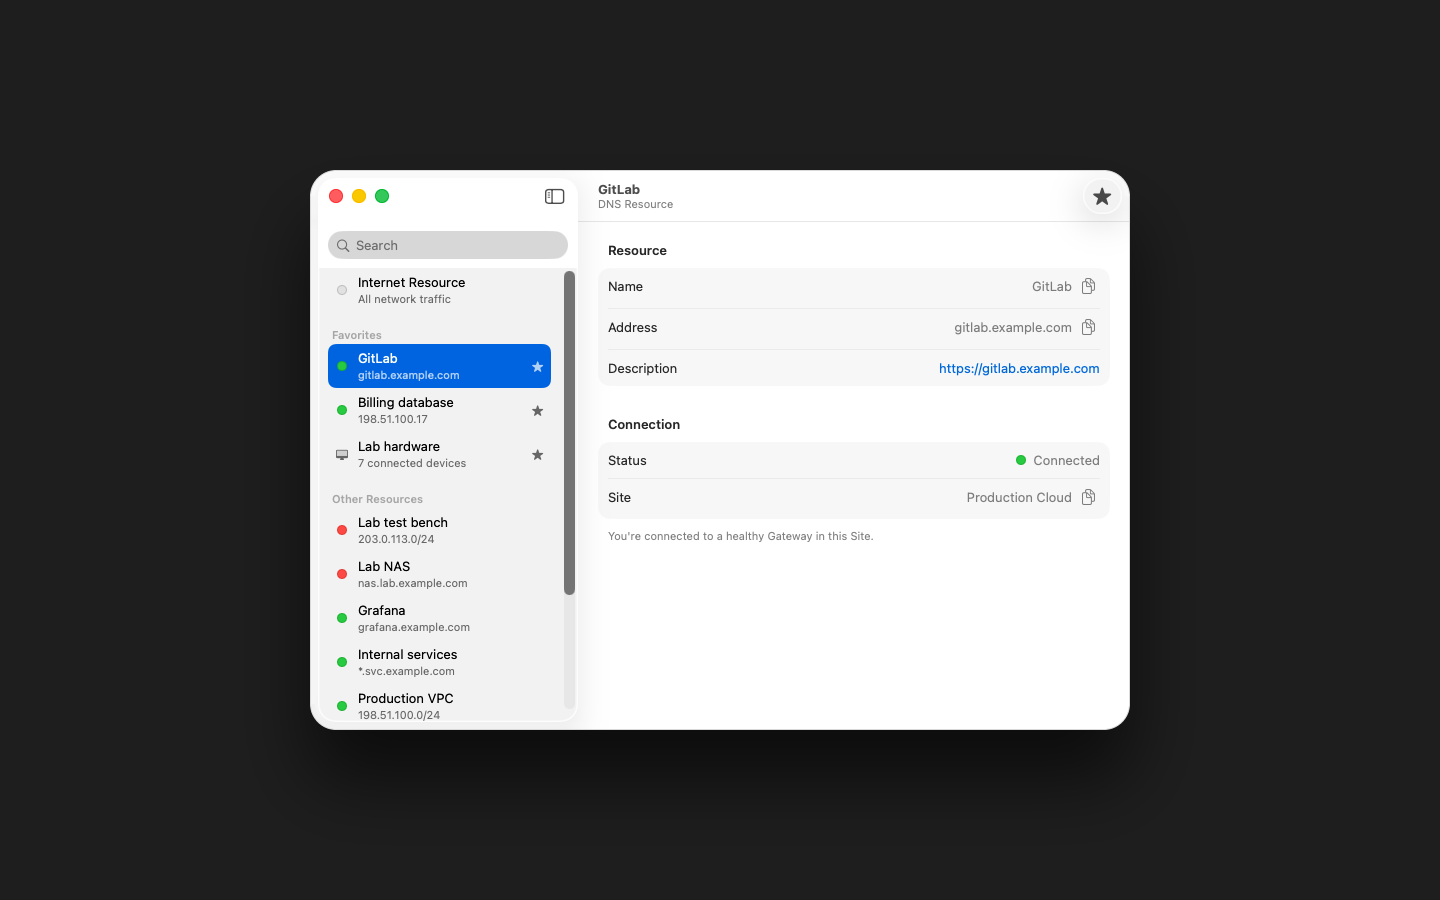 Search
Internet Resource
All network traffic
Favorites
GitLab
gitlab.example.com
Billing database
198.51.100.17
Lab hardware
7 connected devices
Other Resources
Lab test bench
203.0.113.0/24
Lab NAS
nas.lab.example.com
Grafana
grafana.example.com
Internal services
*.svc.example.com
Production VPC
198.51.100.0/24
GitLab
DNS Resource
Resource
Name GitLab
Address gitlab.example.com
Description https://gitlab.example.com
Connection
Status Connected
Site Production Cloud
You're connected to a healthy Gateway in this Site.